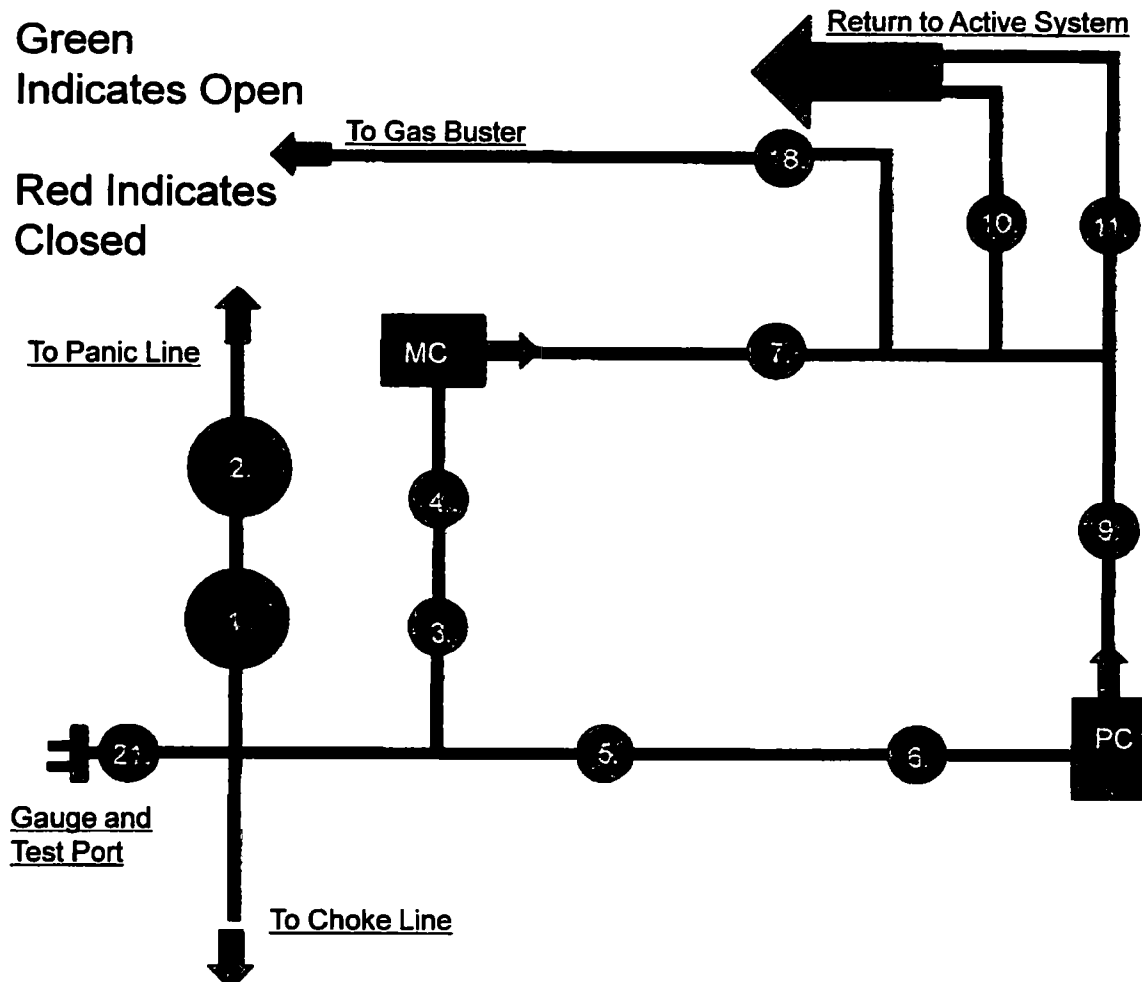 Green
Indicates Open
Return to Active System
To Gas Buster
18.
Red Indicates
Closed
10.
11.
To Panic Line
MC
7.
2.
4.
9.
1.
3.
21.
5.
6.
PC
Gauge and
Test Port
To Choke Line